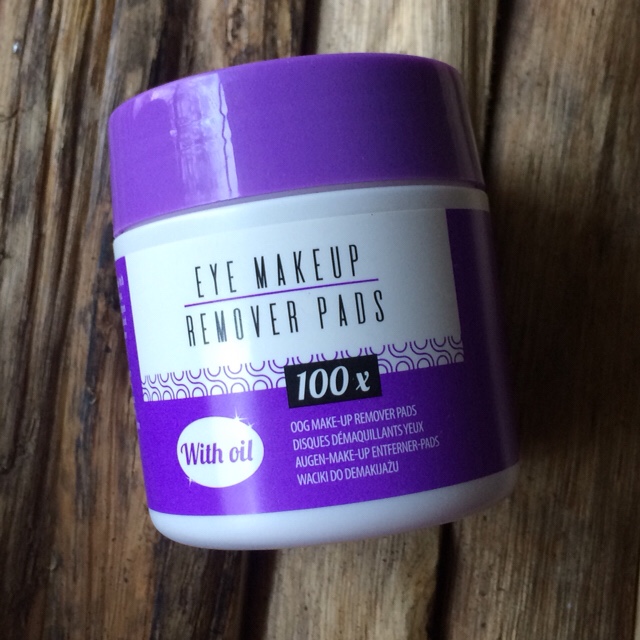 EYE MAKEUP
REMOVER PADS
100 x
With oil
OOG MAKE-UP REMOVER PADS
DISQUES DÉMAQUILLANTS YEUX
AUGEN-MAKE-UP ENTFERNER-PADS
WACIKI DO DEMAKIJAŻU